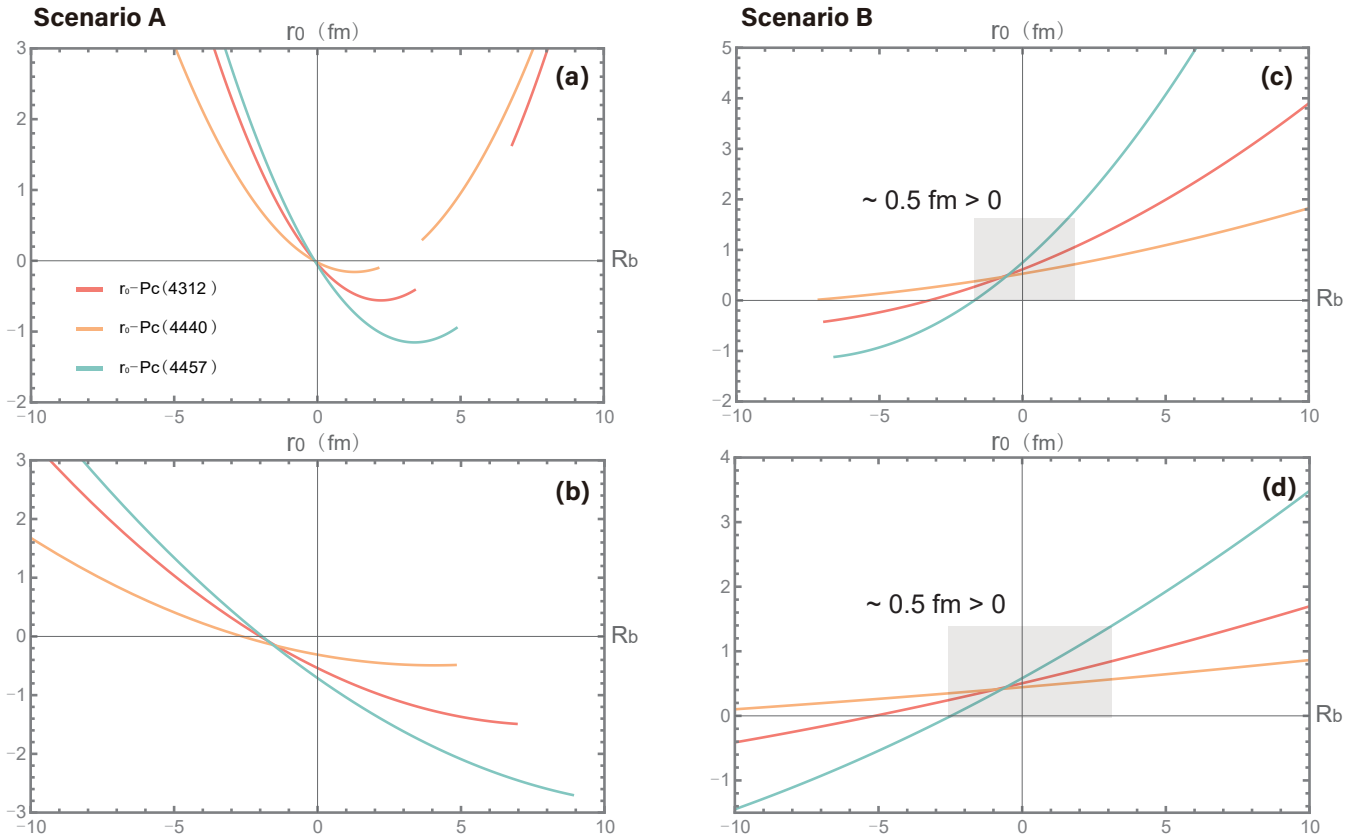 Scenario A
r₀ (fm)
(a)
3
2
1
0
−1
−2
−10
−5
0
5
10
Rb
r₀−Pc(4312)
r₀−Pc(4440)
r₀−Pc(4457)
r₀ (fm)
(b)
3
2
1
0
−1
−2
−3
−10
−5
0
5
10
Rb
Scenario B
r₀ (fm)
(c)
5
4
3
2
1
0
−1
−2
−10
−5
0
5
10
Rb
~ 0.5 fm > 0
r₀ (fm)
(d)
4
3
2
1
0
−1
−10
−5
0
5
10
Rb
~ 0.5 fm > 0